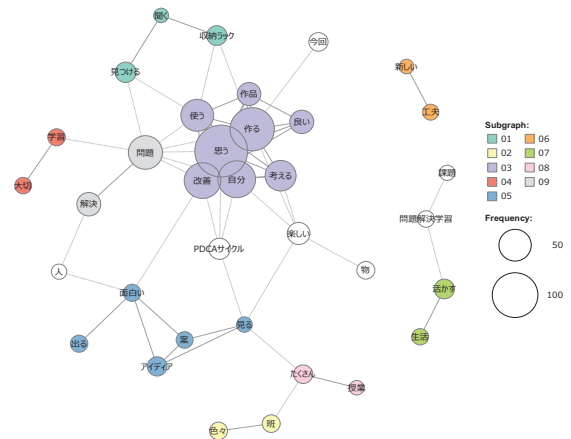 聞く
収納ラック
今回
見つける
新しい
作品
使う
作る
良い
工夫
学習
問題
思う
大切
改善
自分
考える
課題
解決
問題解決学習
楽しい
PDCAサイクル
人
物
面白い
活かす
見る
出る
案
生活
アイディア
たくさん
授業
色々
班
Subgraph:
01 06
02 07
03 08
04 09
05
Frequency:
50
100